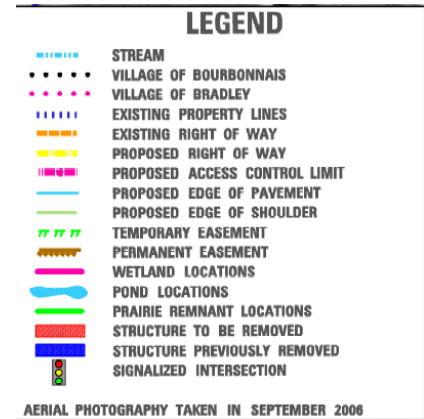 LEGEND
STREAM
VILLAGE OF BOURBONNAIS
VILLAGE OF BRADLEY
EXISTING PROPERTY LINES
EXISTING RIGHT OF WAY
PROPOSED RIGHT OF WAY
PROPOSED ACCESS CONTROL LIMIT
PROPOSED EDGE OF PAVEMENT
PROPOSED EDGE OF SHOULDER
TEMPORARY EASEMENT
PERMANENT EASEMENT
WETLAND LOCATIONS
POND LOCATIONS
PRAIRIE REMNANT LOCATIONS
STRUCTURE TO BE REMOVED
STRUCTURE PREVIOUSLY REMOVED
SIGNALIZED INTERSECTION
AERIAL PHOTOGRAPHY TAKEN IN SEPTEMBER 2006